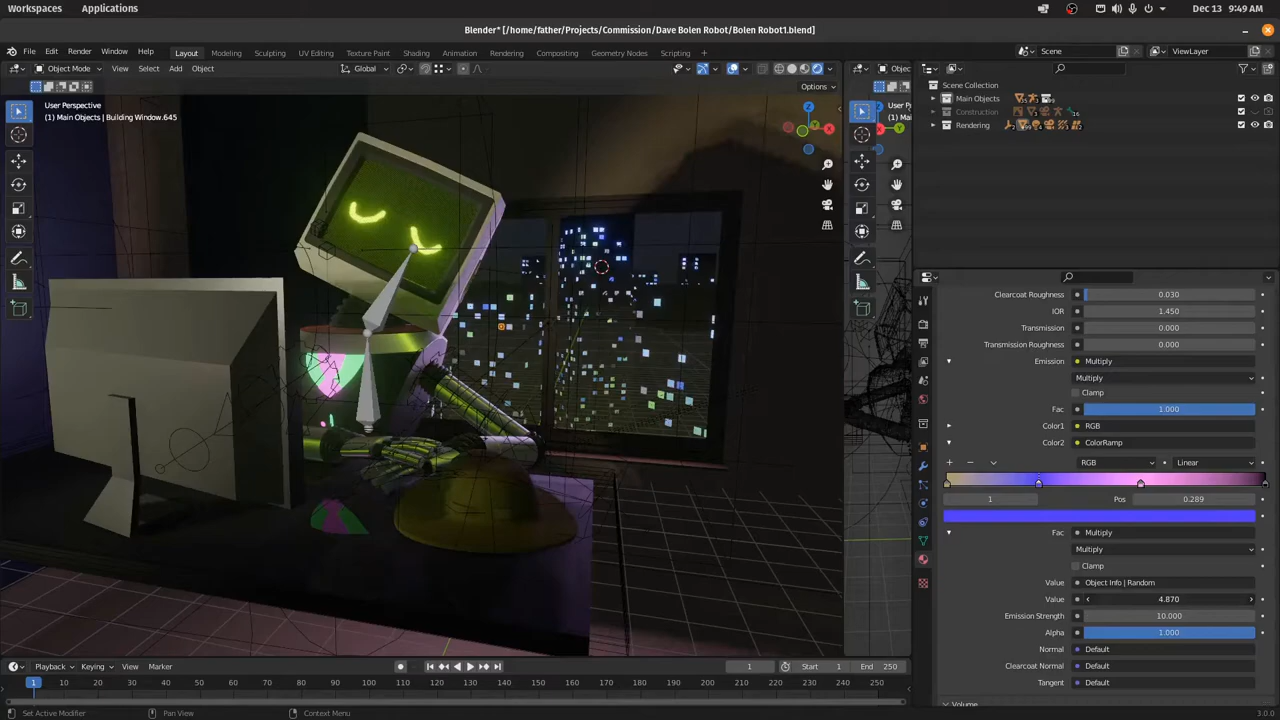 Workspaces Applications Dec 13 9:49 AM
Blender* [/home/father/Projects/Commission/Dave Bolen Robot/Bolen Robot1.blend]
File Edit Render Window Help Layout Modeling Sculpting UV Editing Texture Paint Shading Animation Rendering Compositing Geometry Nodes Scripting Scene ViewLayer
Object Mode View Select Add Object Global Objec
Options
User Perspective
(1) Main Objects | Building Window.645
User P
(1) Ma
Scene Collection
Main Objects
Construction 16
Rendering
Clearcoat Roughness 0.030
IOR 1.450
Transmission 0.000
Transmission Roughness 0.000
Emission Multiply
Multiply
Clamp
Fac 1.000
Color1 RGB
Color2 ColorRamp
RGB Linear
1 Pos 0.289
Fac Multiply
Multiply
Clamp
Value Object Info | Random
Value 4.870
Emission Strength 10.000
Alpha 1.000
Normal Default
Clearcoat Normal Default
Tangent Default
Volume
Playback Keying View Marker 1 Start 1 End 250
1 10 20 30 40 50 60 70 80 90 100 110 120 130 140 150 160 170 180 190 200 210 220 230 240 250
Set Active Modifier Pan View Context Menu 3.0.0